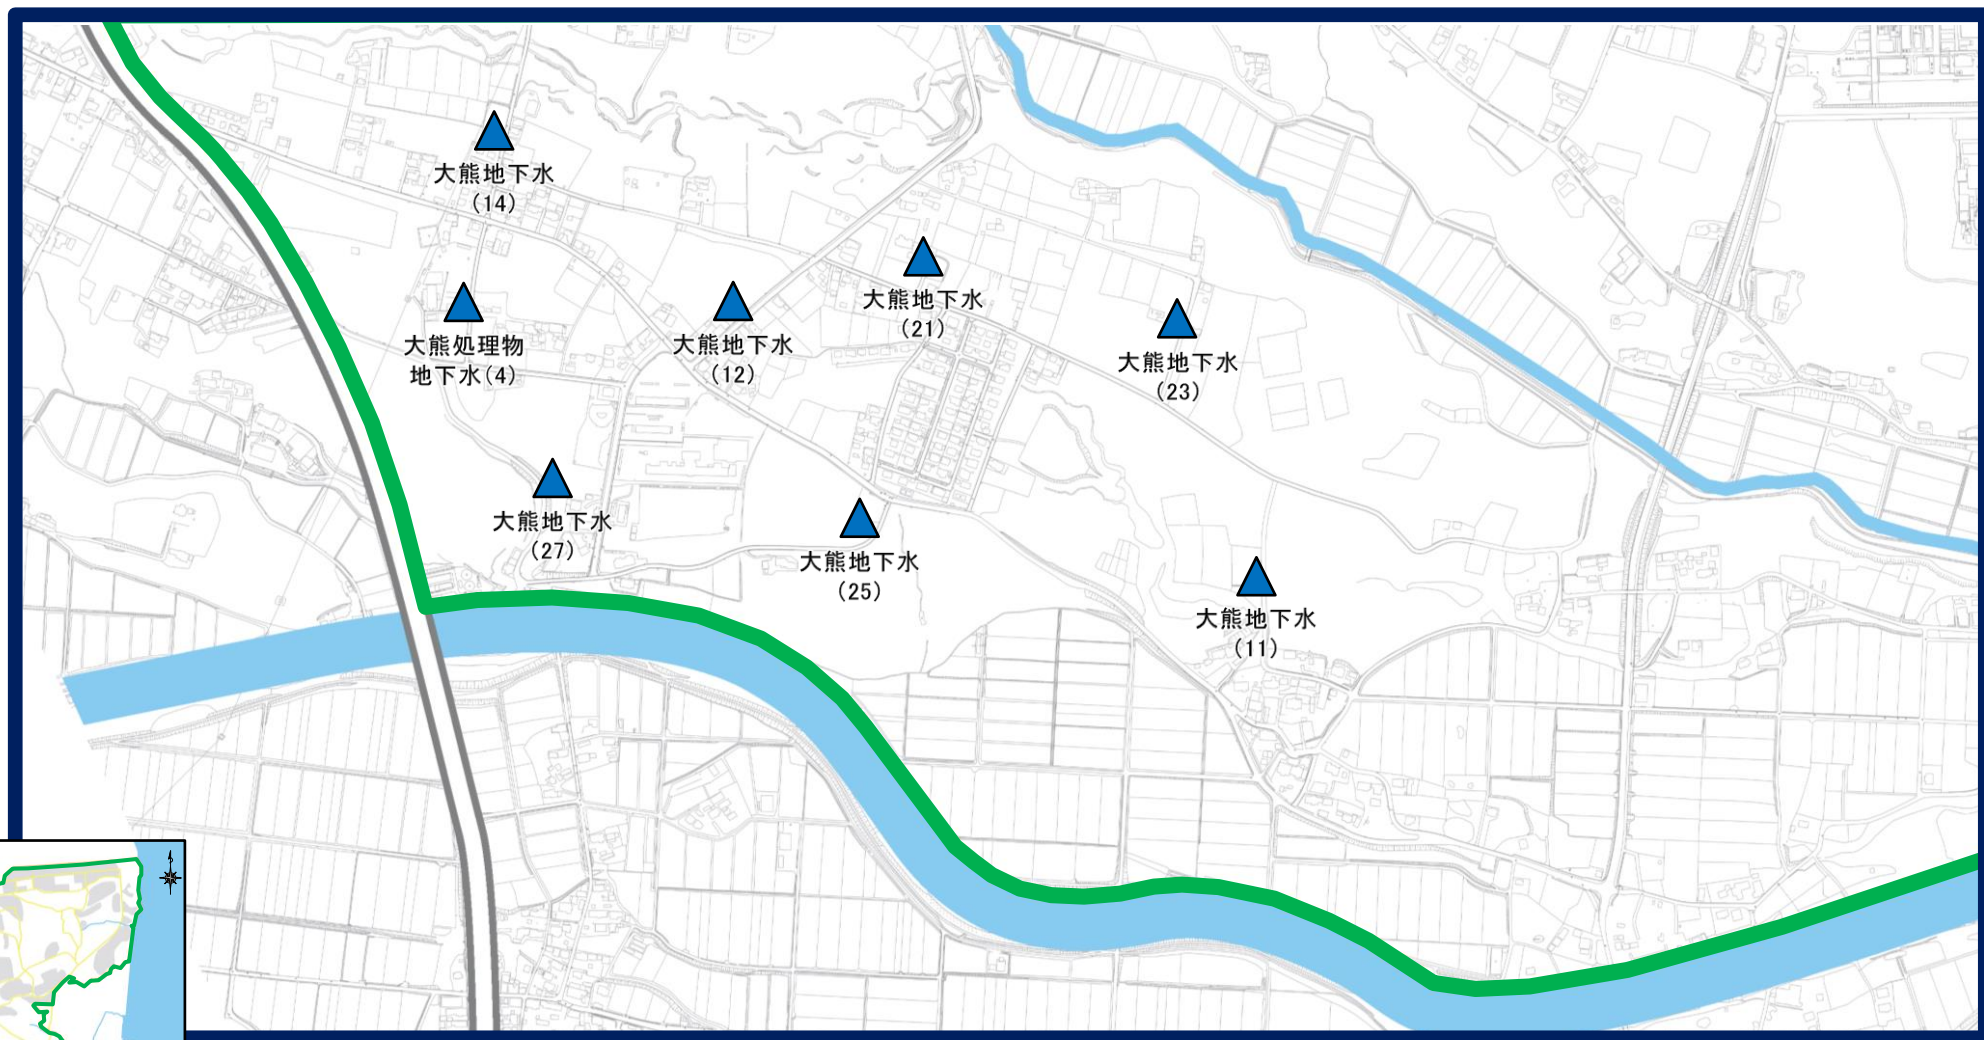 大熊地下水
(14)
大熊地下水
(21)
大熊処理物
地下水(4)
大熊地下水
(12)
大熊地下水
(23)
大熊地下水
(27)
大熊地下水
(25)
大熊地下水
(11)